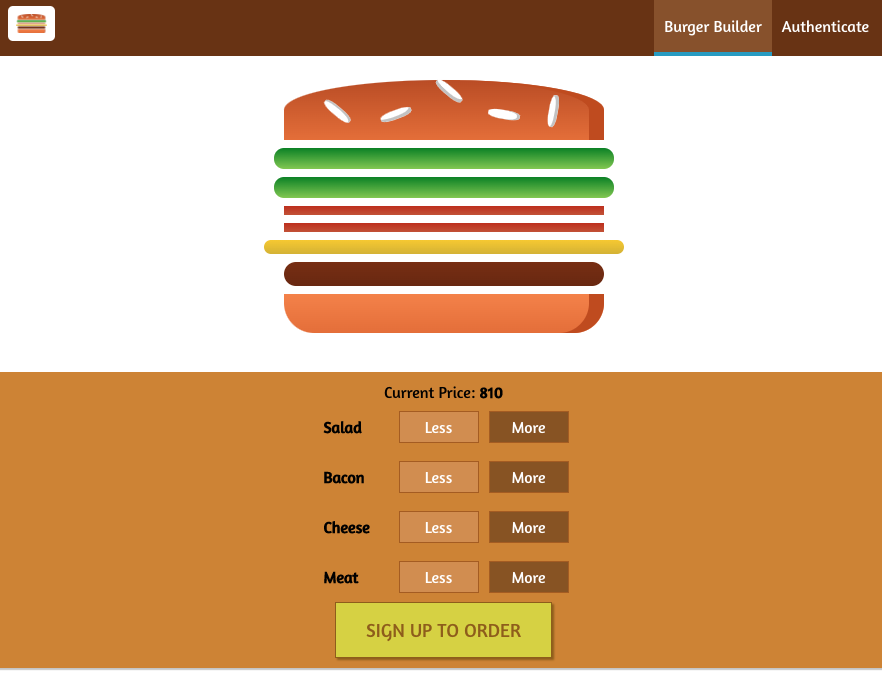 Burger Builder Authenticate
Current Price: 810
Salad Less More
Bacon Less More
Cheese Less More
Meat Less More
SIGN UP TO ORDER